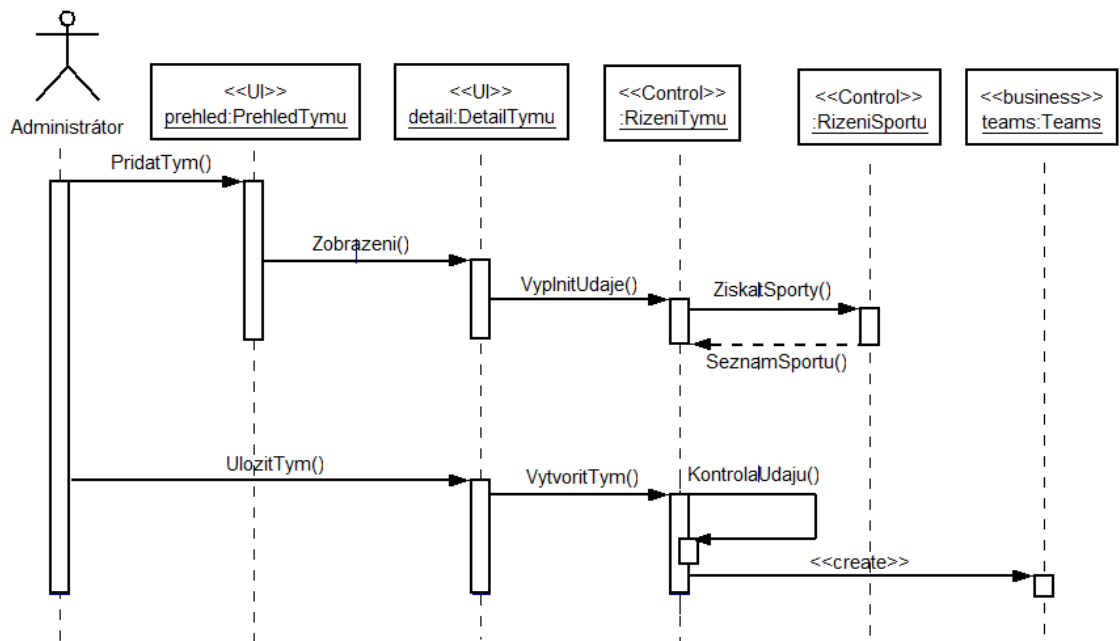 Administrátor
<<UI>>
prehled:PrehledTymu
<<UI>>
detail:DetailTymu
<<Control>>
:RizeniTymu
<<Control>>
:RizeniSportu
<<business>>
teams:Teams
PridatTym()
Zobrazeni()
VyplnitUdaje()
ZiskatSporty()
SeznamSportu()
UlozitTym()
VytvoritTym()
KontrolaUdaju()
<<create>>